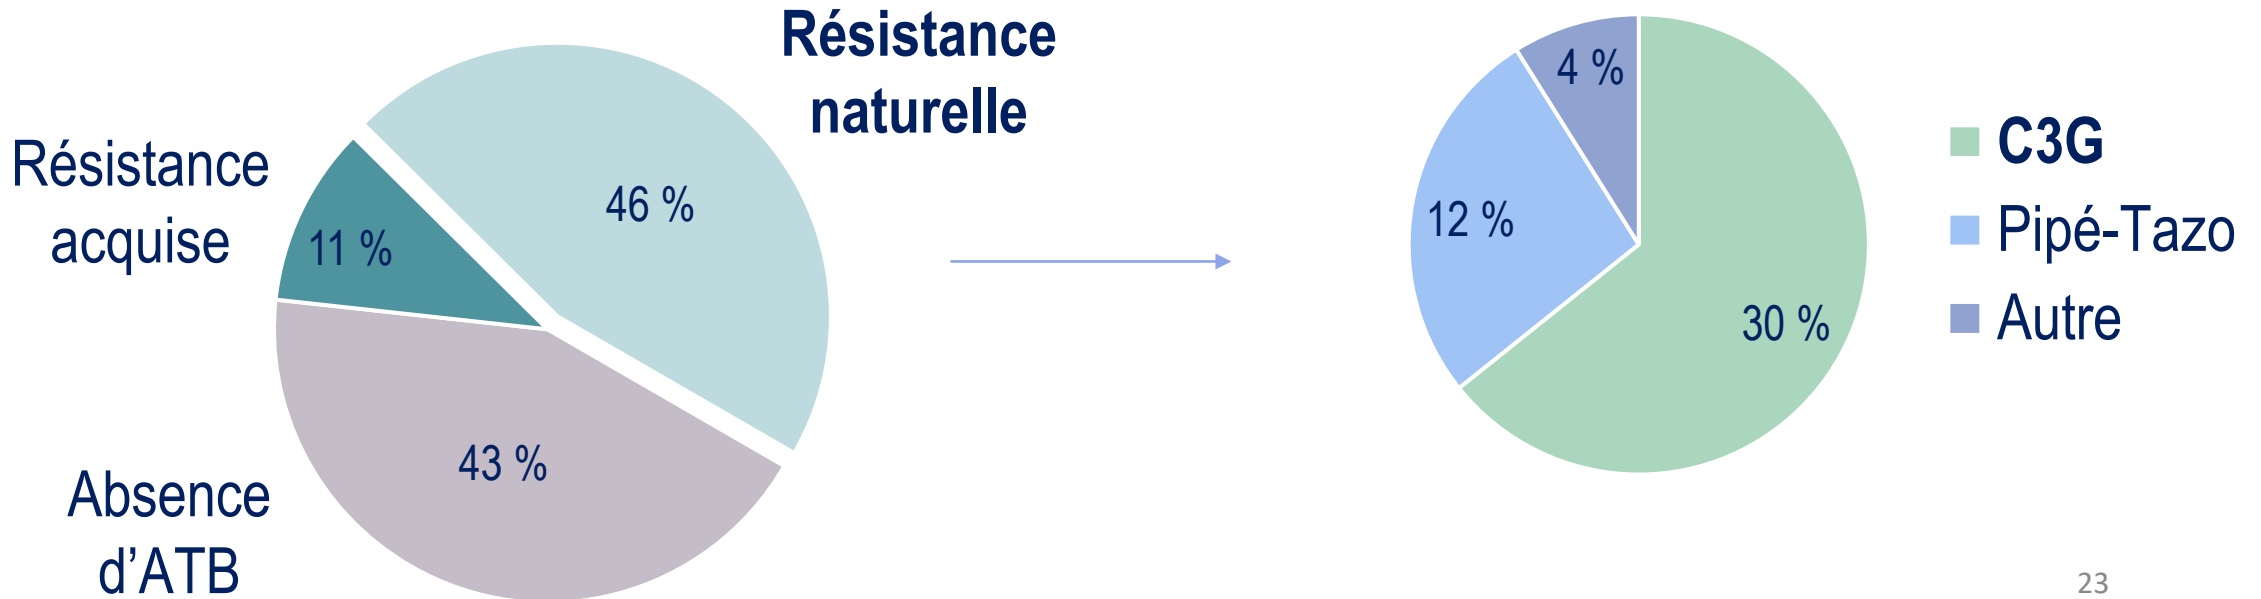 Résistance
naturelle
Résistance
acquise
11 %
46 %
43 %
Absence
d’ATB
4 %
12 %
30 %
C3G
Pipé-Tazo
Autre
23